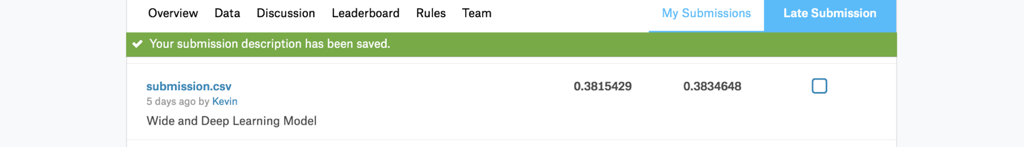 Overview Data Discussion Leaderboard Rules Team My Submissions Late Submission
Your submission description has been saved.
submission.csv 0.3815429 0.3834648
5 days ago by Kevin
Wide and Deep Learning Model